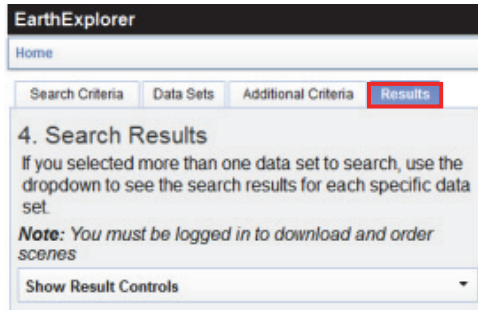 EarthExplorer
Home
Search Criteria Data Sets Additional Criteria Results
4. Search Results
If you selected more than one data set to search, use the
dropdown to see the search results for each specific data
set.
Note: You must be logged in to download and order
scenes
Show Result Controls